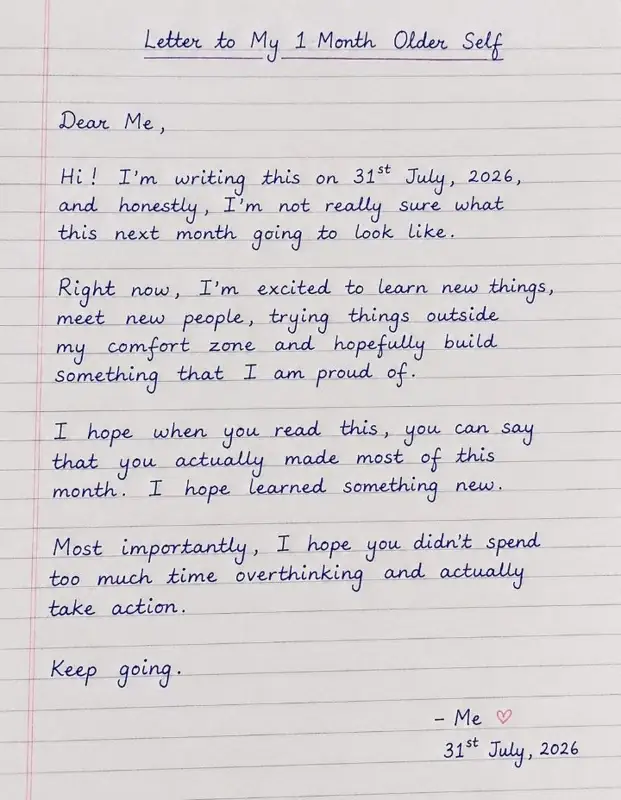 Letter to My 1 Month Older Self
Dear Me,
Hi! I'm writing this on 31st July, 2026,
and honestly, I'm not really sure what
this next month going to look like.
Right now, I'm excited to learn new things,
meet new people, trying things outside
my comfort zone and hopefully build
something that I am proud of.
I hope when you read this, you can say
that you actually made most of this
month. I hope learned something new.
Most importantly, I hope you didn't spend
too much time overthinking and actually
take action.
Keep going.
- Me ♡
31st July, 2026